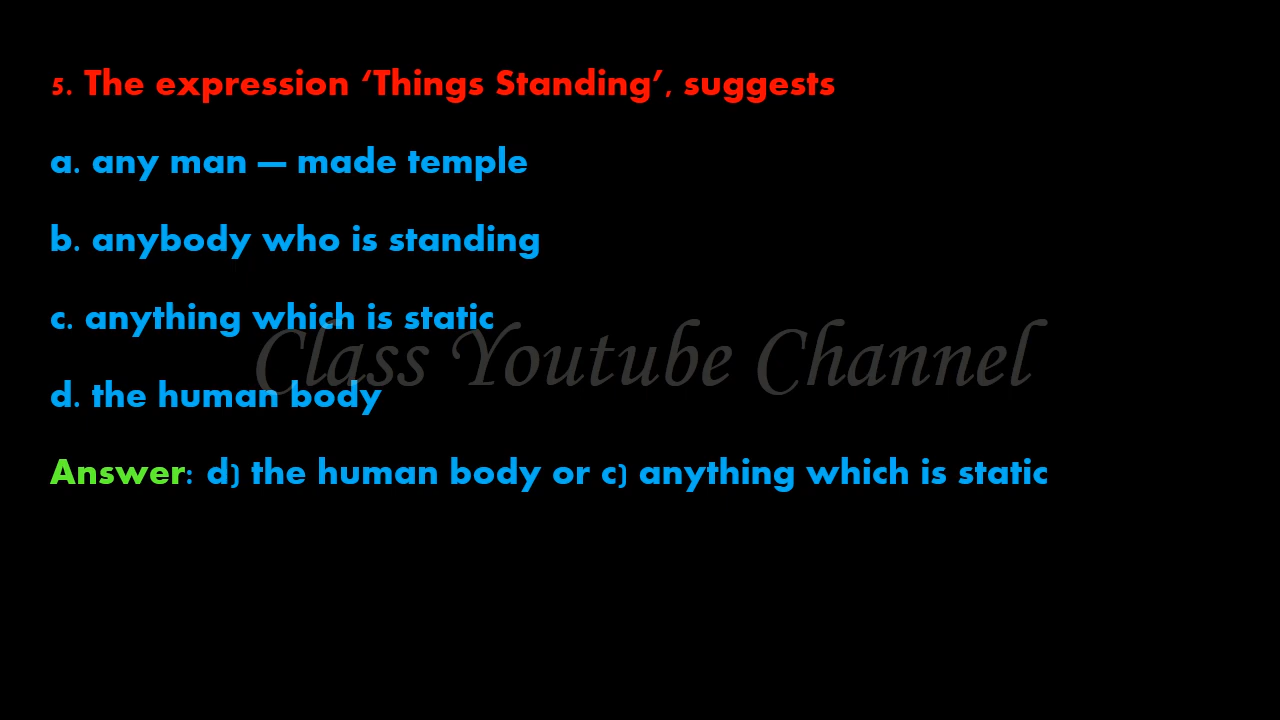 5. The expression ‘Things Standing’, suggests
a. any man — made temple
b. anybody who is standing
c. anything which is static
Class Youtube Channel
d. the human body
Answer: d) the human body or c) anything which is static